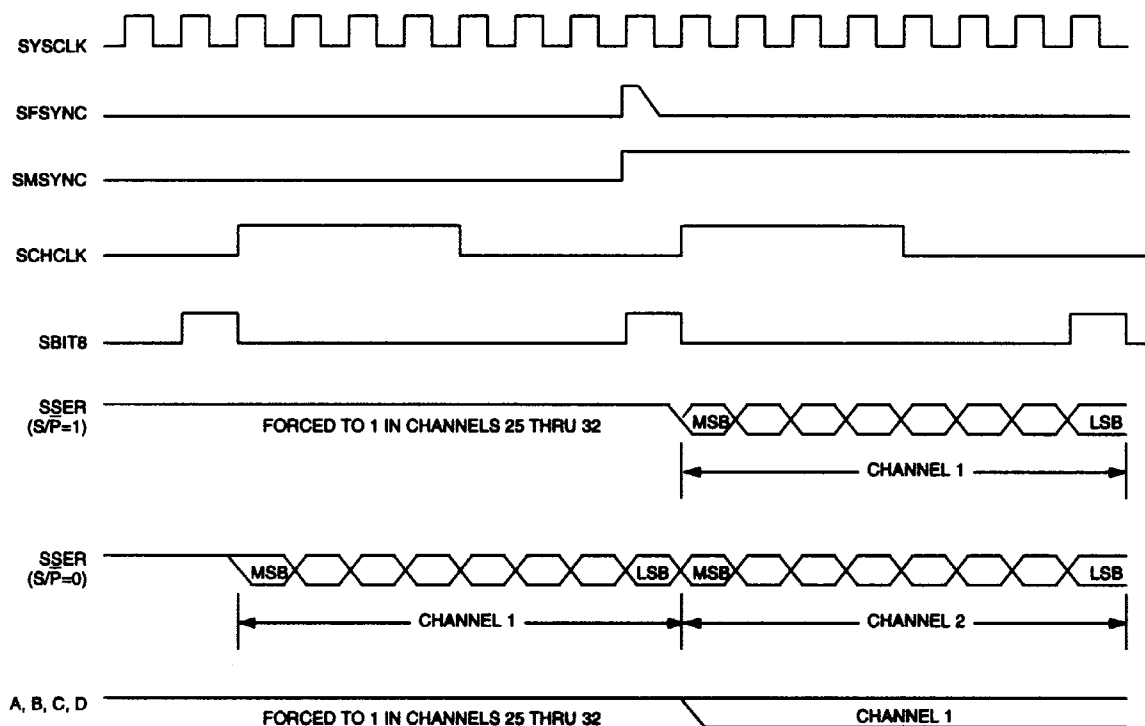 SYSCLK
SFSYNC
SMSYNC
SCHCLK
SBIT8
SSER
(S/P̅=1)
FORCED TO 1 IN CHANNELS 25 THRU 32
MSB
LSB
CHANNEL 1
SSER
(S/P̅=0)
MSB
LSB
MSB
LSB
CHANNEL 1
CHANNEL 2
A, B, C, D
FORCED TO 1 IN CHANNELS 25 THRU 32
CHANNEL 1